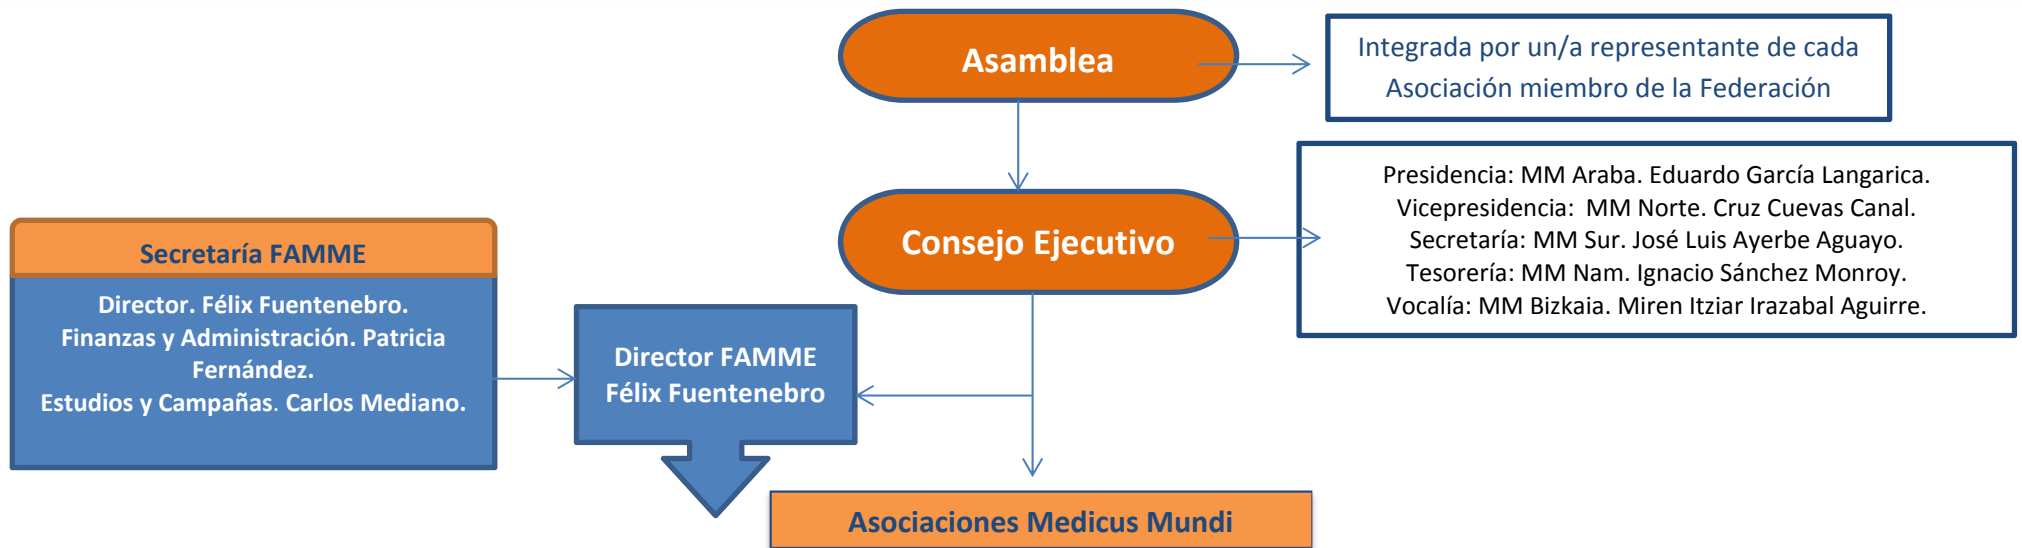 Asamblea
Integrada por un/a representante de cada
Asociación miembro de la Federación
Consejo Ejecutivo
Presidencia: MM Araba. Eduardo García Langarica.
Vicepresidencia: MM Norte. Cruz Cuevas Canal.
Secretaría: MM Sur. José Luis Ayerbe Aguayo.
Tesorería: MM Nam. Ignacio Sánchez Monroy.
Vocalía: MM Bizkaia. Miren Itziar Irazabal Aguirre.
Secretaría FAMME
Director. Félix Fuentenebro.
Finanzas y Administración. Patricia
Fernández.
Estudios y Campañas. Carlos Mediano.
Director FAMME
Félix Fuentenebro
Asociaciones Medicus Mundi